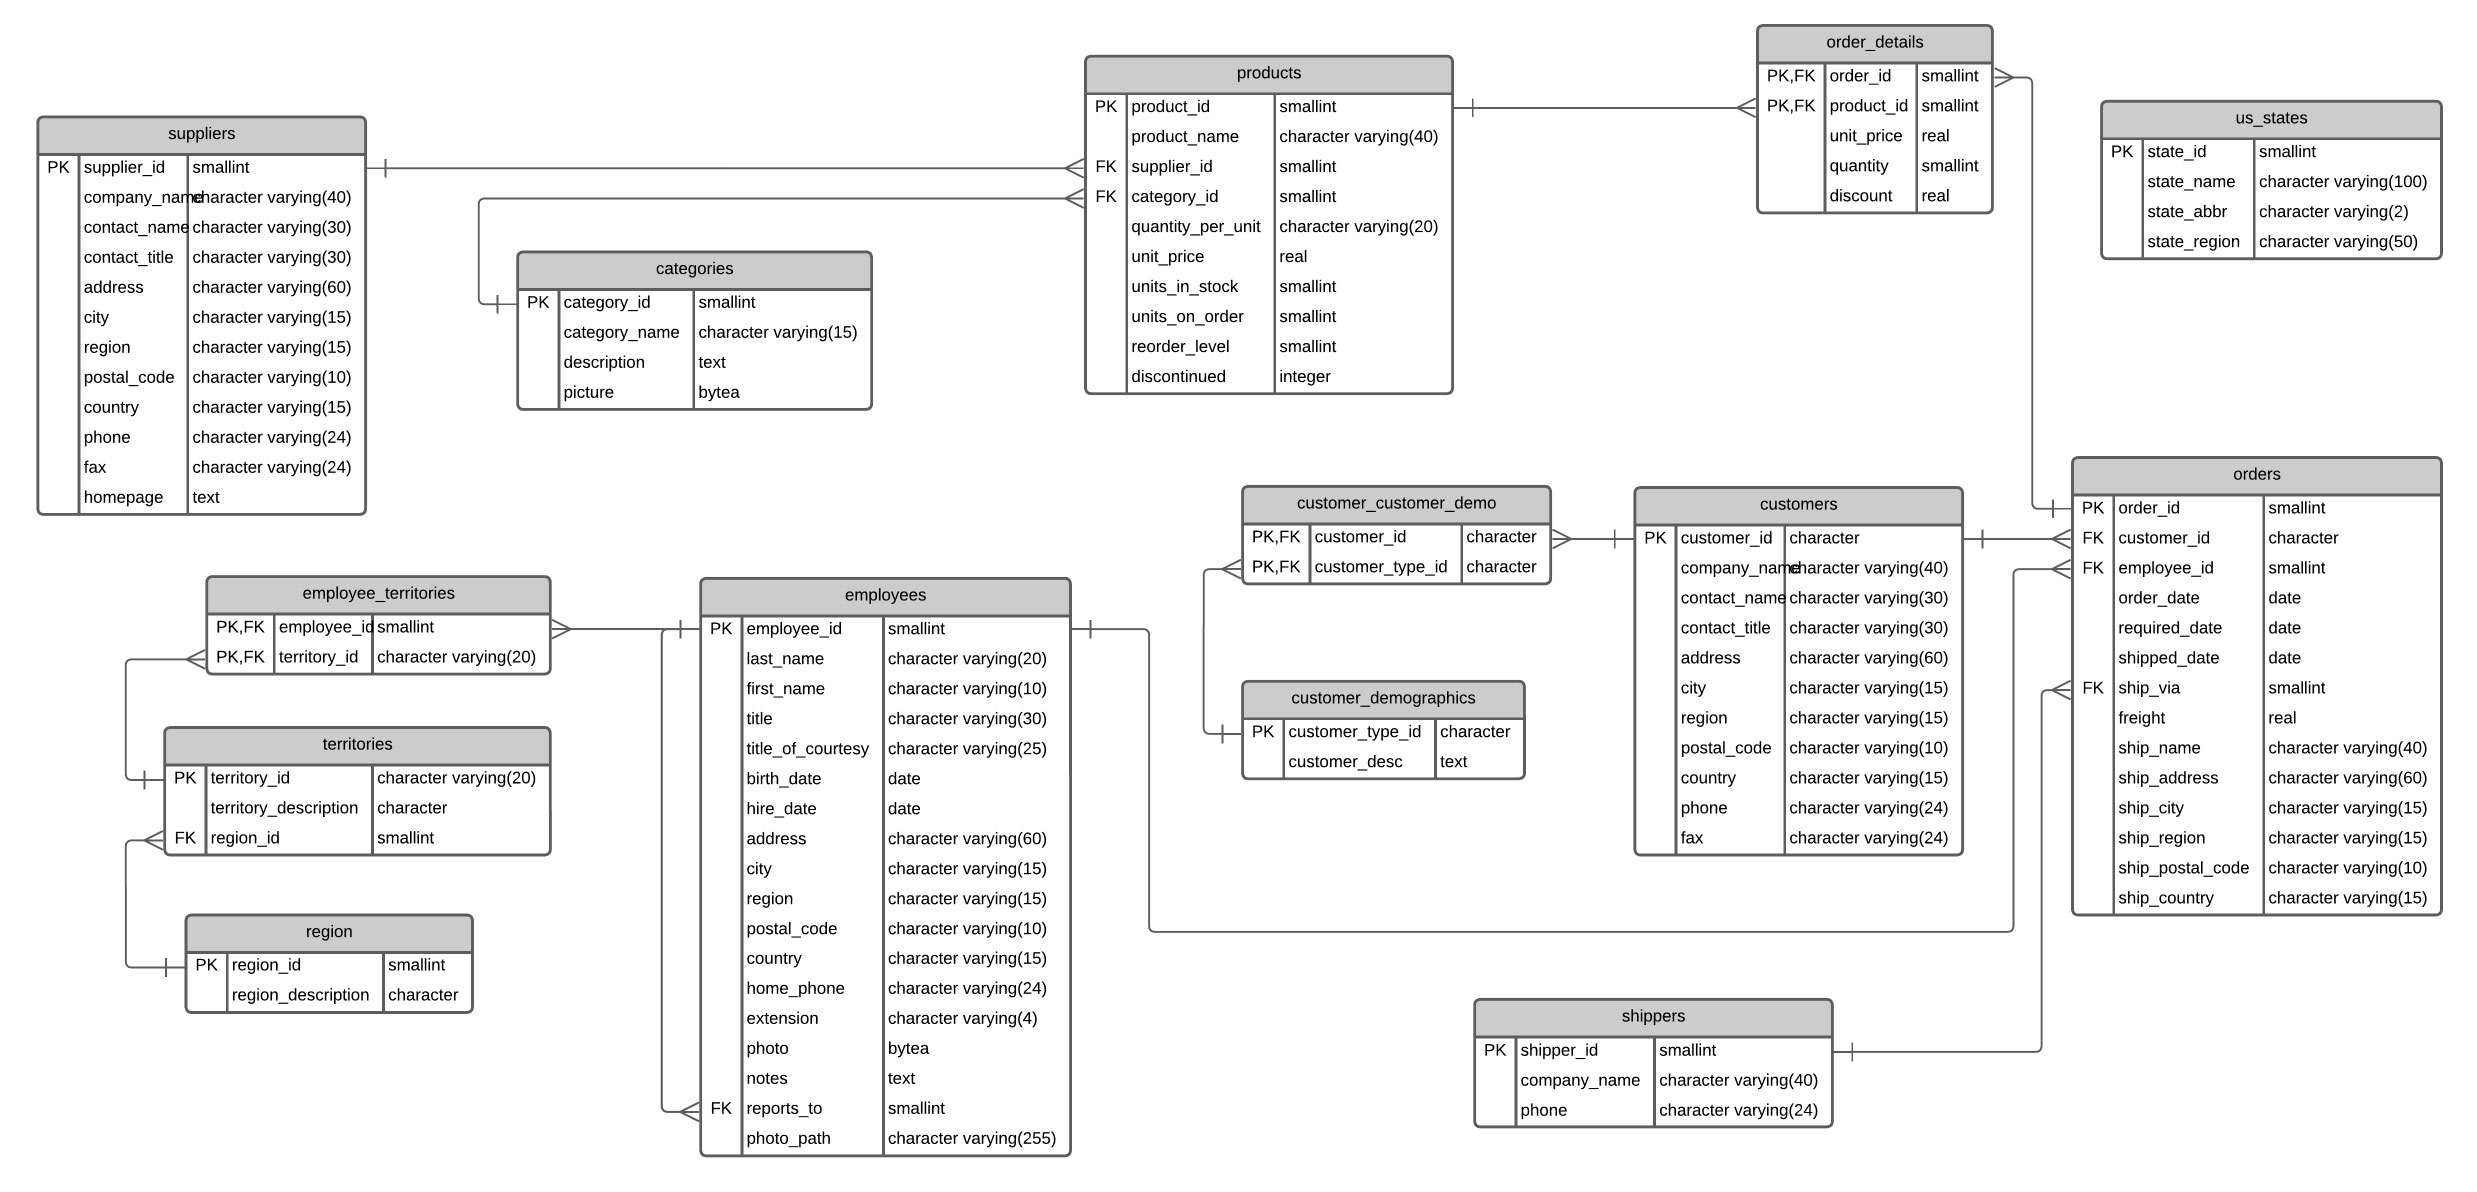 suppliers
PK supplier_id smallint
company_name character varying(40)
contact_name character varying(30)
contact_title character varying(30)
address character varying(60)
city character varying(15)
region character varying(15)
postal_code character varying(10)
country character varying(15)
phone character varying(24)
fax character varying(24)
homepage text
categories
PK category_id smallint
category_name character varying(15)
description text
picture bytea
products
PK product_id smallint
product_name character varying(40)
FK supplier_id smallint
FK category_id smallint
quantity_per_unit character varying(20)
unit_price real
units_in_stock smallint
units_on_order smallint
reorder_level smallint
discontinued integer
order_details
PK,FK order_id smallint
PK,FK product_id smallint
unit_price real
quantity smallint
discount real
us_states
PK state_id smallint
state_name character varying(100)
state_abbr character varying(2)
state_region character varying(50)
employee_territories
PK,FK employee_id smallint
PK,FK territory_id character varying(20)
territories
PK territory_id character varying(20)
territory_description character
FK region_id smallint
region
PK region_id smallint
region_description character
employees
PK employee_id smallint
last_name character varying(20)
first_name character varying(10)
title character varying(30)
title_of_courtesy character varying(25)
birth_date date
hire_date date
address character varying(60)
city character varying(15)
region character varying(15)
postal_code character varying(10)
country character varying(15)
home_phone character varying(24)
extension character varying(4)
photo bytea
notes text
FK reports_to smallint
photo_path character varying(255)
customer_customer_demo
PK,FK customer_id character
PK,FK customer_type_id character
customer_demographics
PK customer_type_id character
customer_desc text
customers
PK customer_id character
company_name character varying(40)
contact_name character varying(30)
contact_title character varying(30)
address character varying(60)
city character varying(15)
region character varying(15)
postal_code character varying(10)
country character varying(15)
phone character varying(24)
fax character varying(24)
orders
PK order_id smallint
FK customer_id character
FK employee_id smallint
order_date date
required_date date
shipped_date date
FK ship_via smallint
freight real
ship_name character varying(40)
ship_address character varying(60)
ship_city character varying(15)
ship_region character varying(15)
ship_postal_code character varying(10)
ship_country character varying(15)
shippers
PK shipper_id smallint
company_name character varying(40)
phone character varying(24)